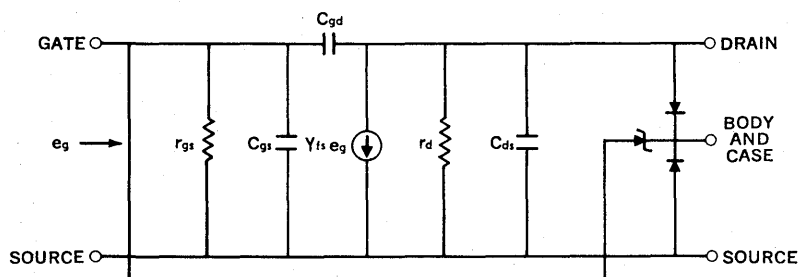 Cgd
GATE
DRAIN
eg
rgs
Cgs
Yfs eg
rd
Cds
BODY
AND
CASE
SOURCE
SOURCE